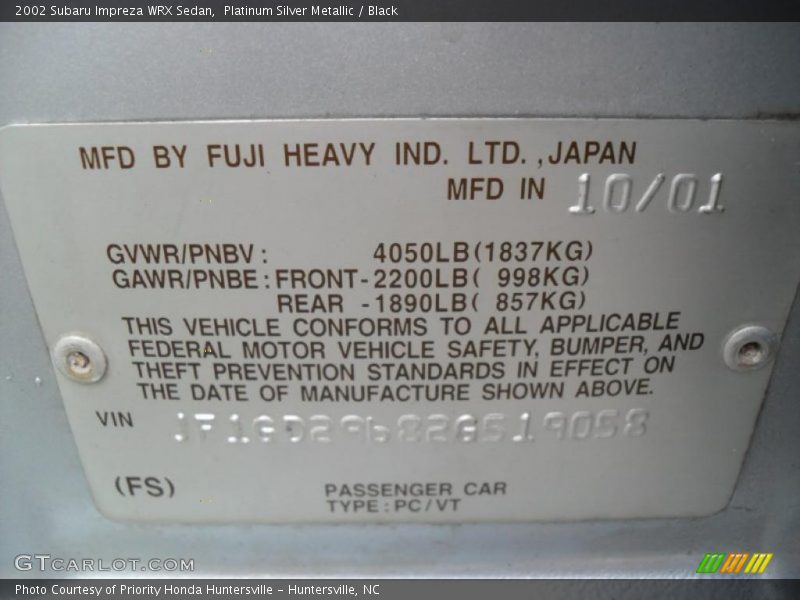 2002 Subaru Impreza WRX Sedan,  Platinum Silver Metallic / Black
MFD BY FUJI HEAVY IND. LTD.,JAPAN
MFD IN 10/01
GVWR/PNBV: 4050LB(1837KG)
GAWR/PNBE:FRONT-2200LB( 998KG)
REAR -1890LB( 857KG)
THIS VEHICLE CONFORMS TO ALL APPLICABLE
FEDERAL MOTOR VEHICLE SAFETY, BUMPER, AND
THEFT PREVENTION STANDARDS IN EFFECT ON
THE DATE OF MANUFACTURE SHOWN ABOVE.
VIN JF1GD29682G519058
(FS) PASSENGER CAR
TYPE:PC/VT
GTcarlot.com
Photo Courtesy of Priority Honda Huntersville - Huntersville, NC